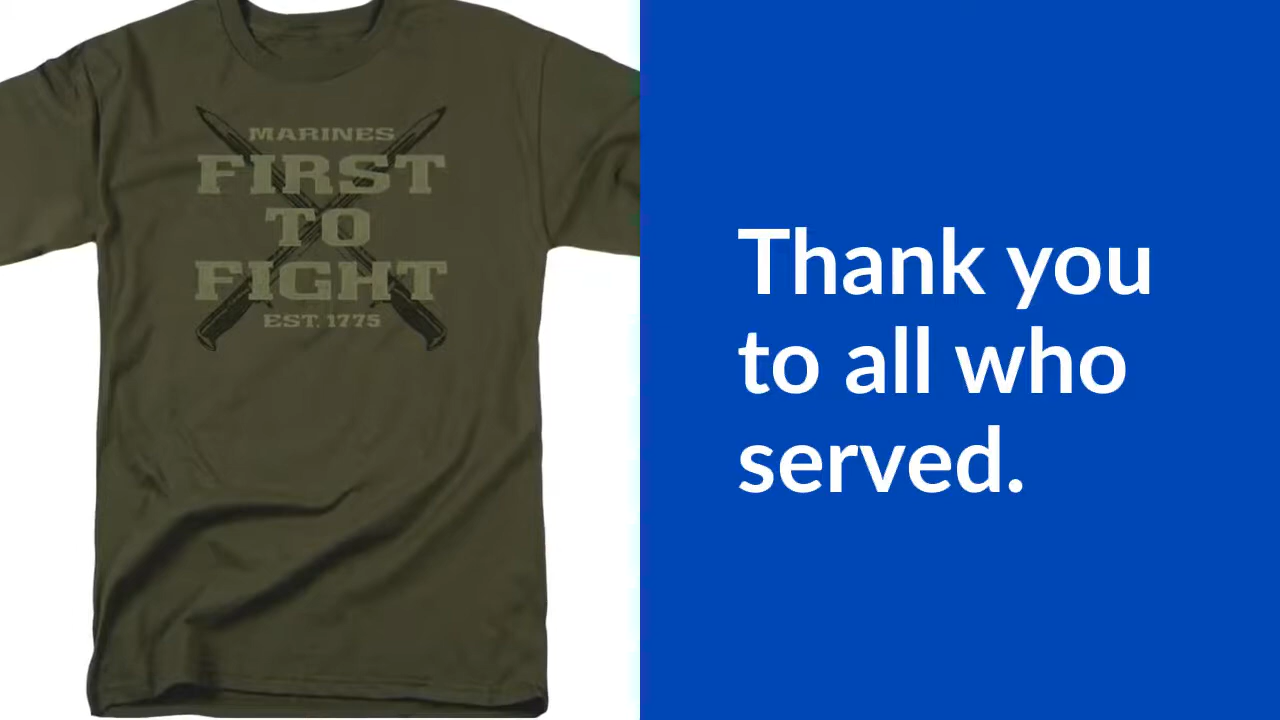 MARINES
FIRST
TO
FIGHT
EST. 1775
Thank you
to all who
served.